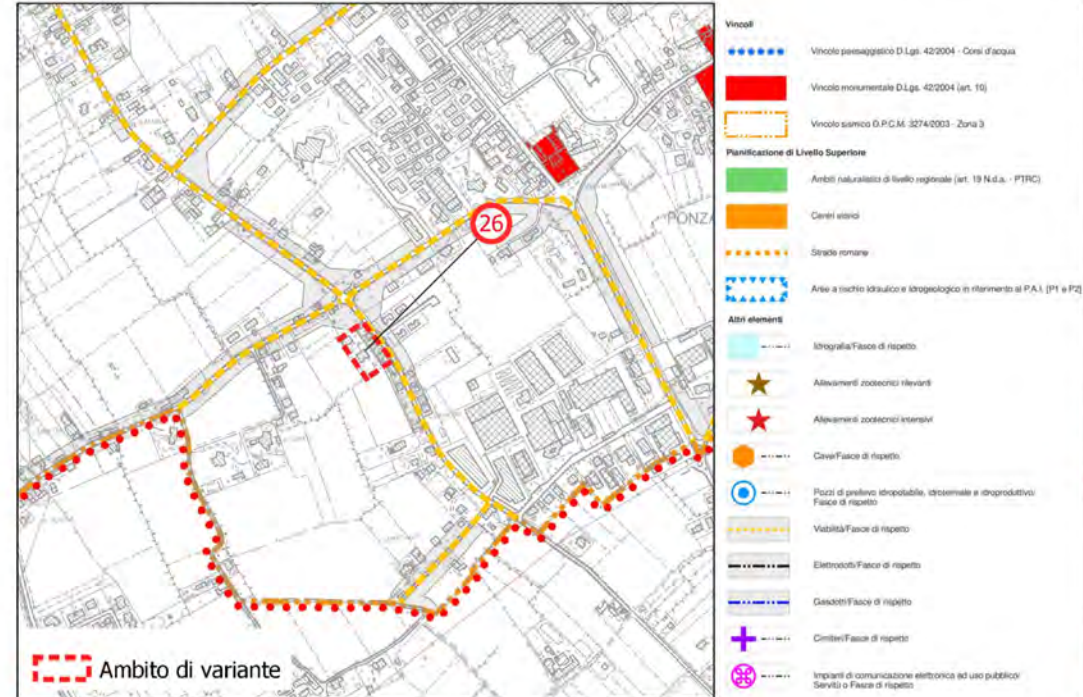 26
PONZA
Ambito di variante
Vincoli
Vincolo paesaggistico D.Lgs. 42/2004 - Corsi d'acqua
Vincolo monumentale D.Lgs. 42/2004 (art. 10)
Vincolo sismico O.P.C.M. 3274/2003 - Zona 3
Pianificazione di Livello Superiore
Ambiti naturalistici di livello regionale (art. 19 N.d.a. - PTRC)
Centri storici
Strade romane
Aree a rischio Idraulico e Idrogeologico in riferimento al P.A.I. [P1 e P2]
Altri elementi
Idrografia/Fasce di rispetto
Allevamenti zootecnici rilevanti
Allevamenti zootecnici intensivi
Cave/Fasce di rispetto
Pozzi di prelievo idropotabile, idrotermale e idroproduttivo/
Fasce di rispetto
Viabilità/Fasce di rispetto
Elettrodotti/Fasce di rispetto
Gasdotti/Fasce di rispetto
Cimiteri/Fasce di rispetto
Impianti di comunicazione elettronica ad uso pubblico/
Servitù o Fasce di rispetto